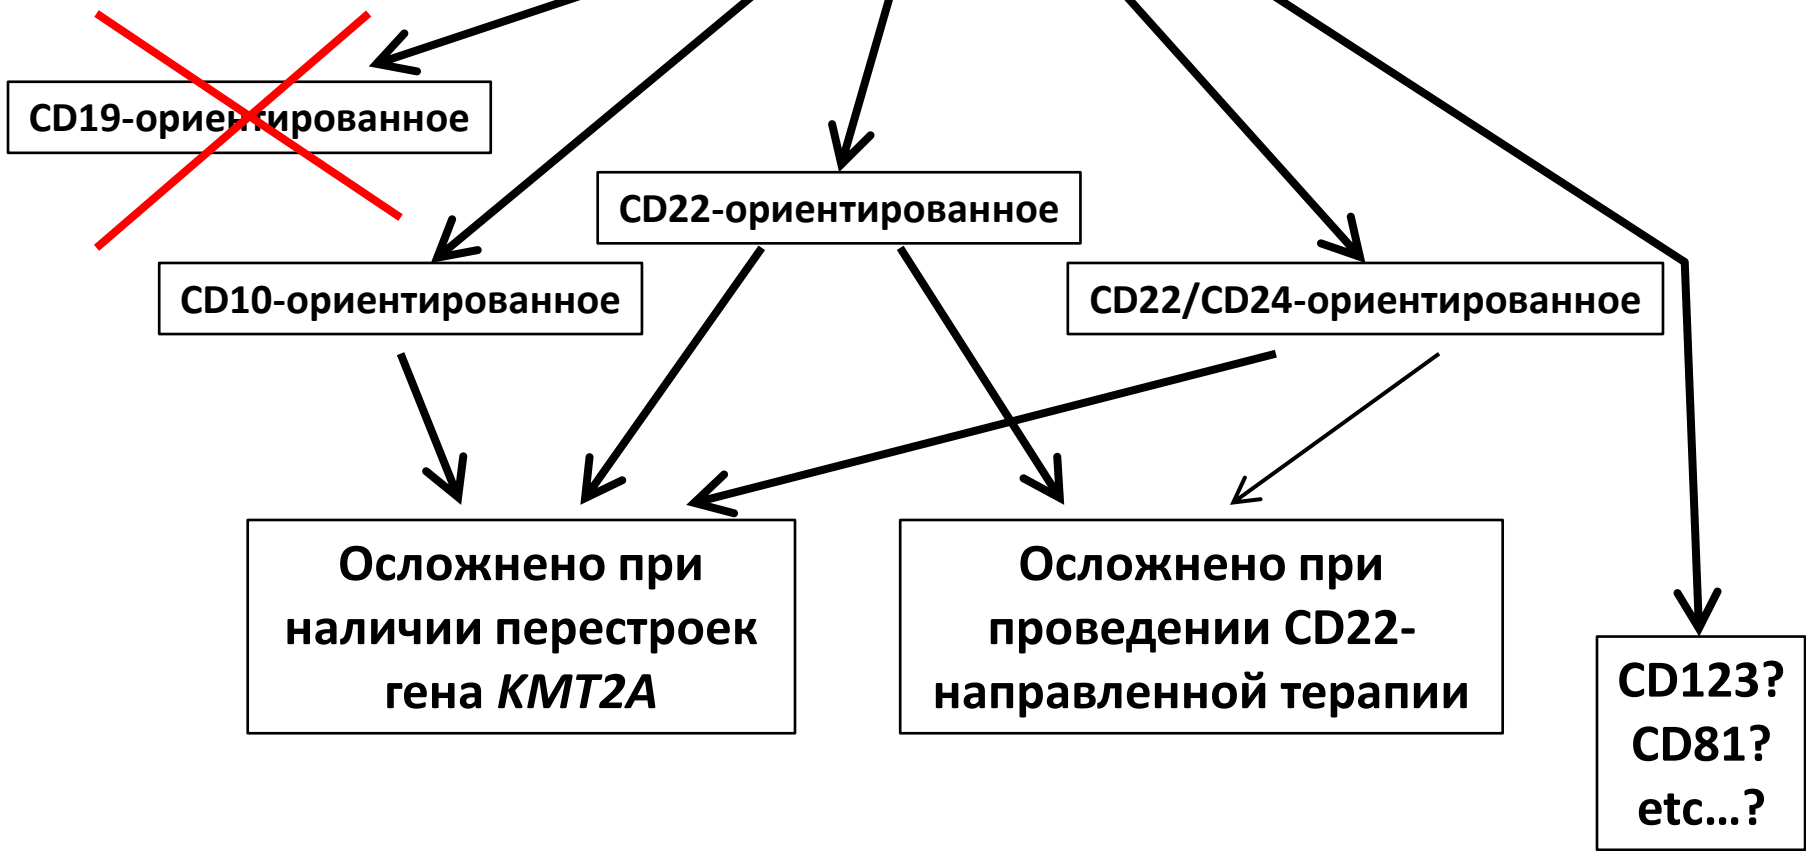 CD19-ориентированное
CD22-ориентированное
CD10-ориентированное
CD22/CD24-ориентированное
Осложнено при
наличии перестроек
гена KMT2A
Осложнено при
проведении CD22-
направленной терапии
CD123?
CD81?
etc...?